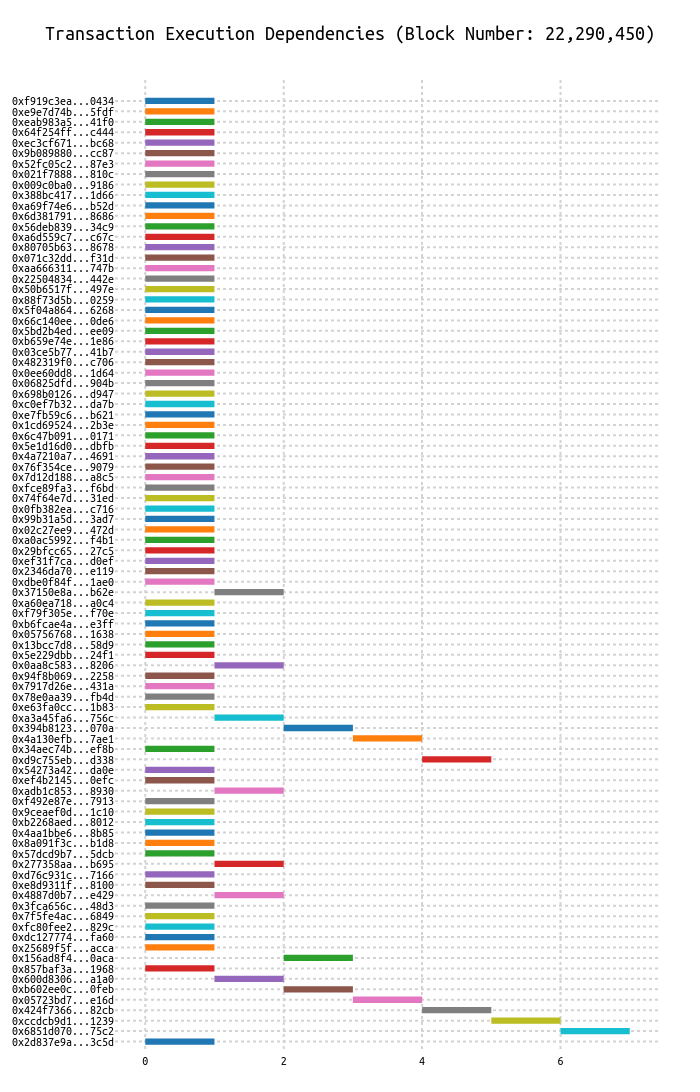 Transaction Execution Dependencies (Block Number: 22,290,450)
0xf919c3ea...0434
0xe9e7d74b...5fdf
0xeab983a5...41f0
0x64f254ff...c444
0xec3cf671...bc68
0x9b089880...cc87
0x52fc05c2...87e3
0x021f7888...810c
0x009c0ba0...9186
0x388bc417...1d66
0xa69f74e6...b52d
0x6d381791...8686
0x56deb839...34c9
0xa6d559c7...c67c
0x80705b63...8678
0x071c32dd...f31d
0xaa666311...747b
0x22504834...442e
0x50b6517f...497e
0x88f73d5b...0259
0x5f04a864...6268
0x66c140ee...0de6
0x5bd2b4ed...ee09
0xb659e74e...1e86
0x03ce5b77...41b7
0x482319f0...c706
0x0ee60dd8...1d64
0x06825dfd...904b
0x698b0126...d947
0xc0ef7b32...da7b
0xe7fb59c6...b621
0x1cd69524...2b3e
0x6c47b091...0171
0x5e1d16d0...dbfb
0x4a7210a7...4691
0x76f354ce...9079
0x7d12d188...a8c5
0xfce89fa3...f6bd
0x74f64e7d...31ed
0x0fb382ea...c716
0x99b31a5d...3ad7
0x02c27ee9...472d
0xa0ac5992...f4b1
0x29bfcc65...27c5
0xef31f7ca...d0ef
0x2346da70...e119
0xdbe0f84f...1ae0
0x37150e8a...b62e
0xa60ea718...a0c4
0xf79f305e...f70e
0xb6fcae4a...e3ff
0x05756768...1638
0x13bcc7d8...58d9
0x5e229dbb...24f1
0x0aa8c583...8206
0x94f8b069...2258
0x7917d26e...431a
0x78e0aa39...fb4d
0xe63fa0cc...1b83
0xa3a45fa6...756c
0x394b8123...070a
0x4a130efb...7ae1
0x34aec74b...ef8b
0xd9c755eb...d338
0x54273a42...da0e
0xef4b2145...0efc
0xadb1c853...8930
0xf492e87e...7913
0x9ceaef0d...1c10
0xb2268aed...8012
0x4aa1bbe6...8b85
0x8a091f3c...b1d8
0x57dcd9b7...5dcb
0x277358aa...b695
0xd76c931c...7166
0xe8d9311f...8100
0x4887d0b7...e429
0x3fca656c...48d3
0x7f5fe4ac...6849
0xfc80fee2...829c
0xdc127774...fa60
0x25689f5f...acca
0x156ad8f4...0aca
0x857baf3a...1968
0x600d8306...a1a0
0xb602ee0c...0feb
0x05723bd7...e16d
0x424f7366...82cb
0xccdcb9d1...1239
0x6851d070...75c2
0x2d837e9a...3c5d
0 2 4 6